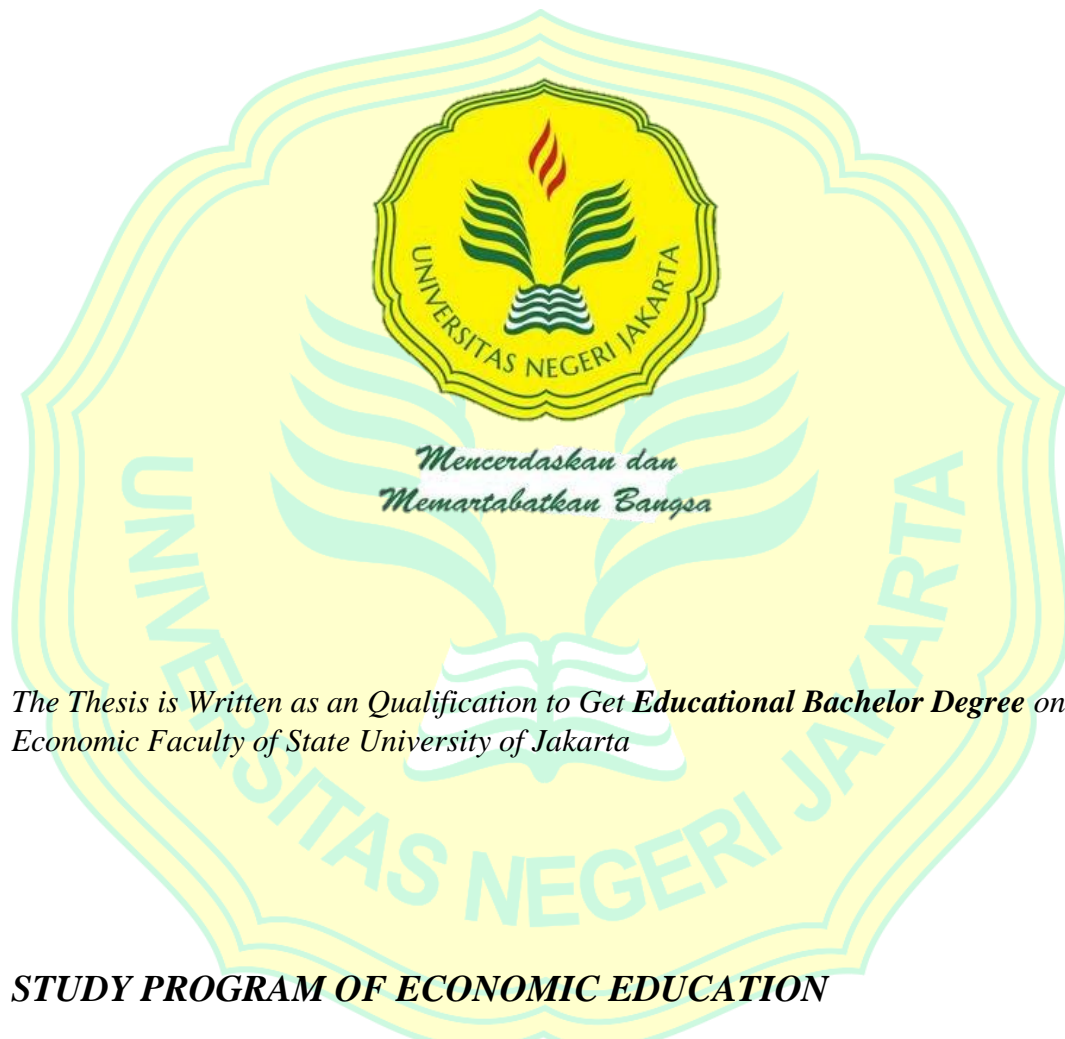 UNIVERSITAS NEGERI JAKARTA
Mencerdaskan dan
Memartabatkan Bangsa
UNIVERSITAS NEGERI JAKARTA
The Thesis is Written as an Qualification to Get Educational Bachelor Degree on
Economic Faculty of State University of Jakarta
STUDY PROGRAM OF ECONOMIC EDUCATION